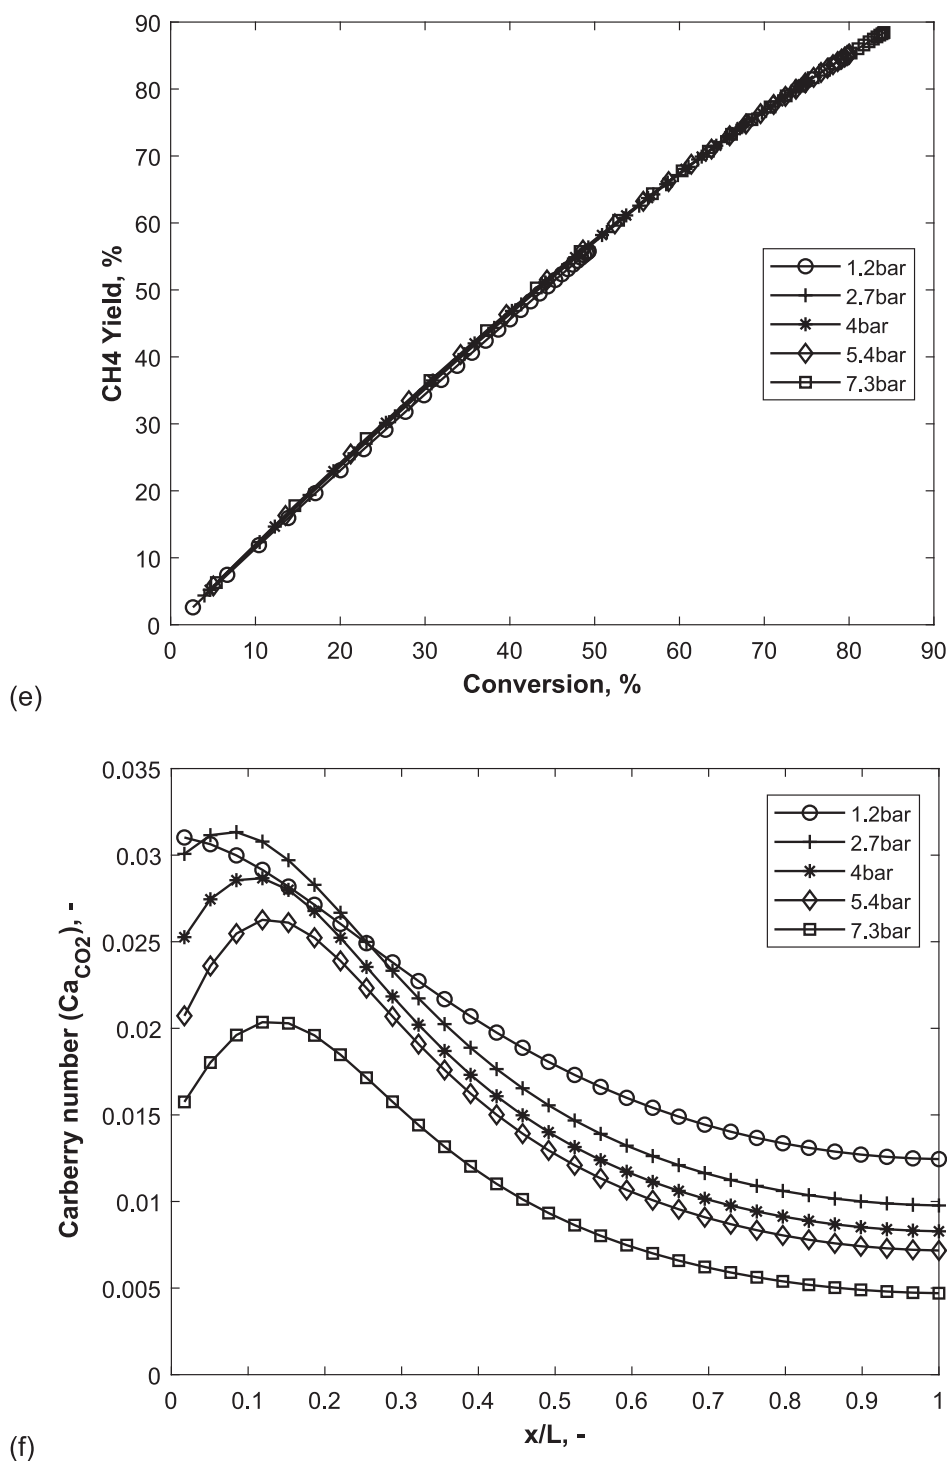 90
80
70
60
50
40
30
20
10
0
CH4 Yield, %
1.2bar
2.7bar
4bar
5.4bar
7.3bar
0 10 20 30 40 50 60 70 80 90
Conversion, %
(e)
0.035
0.03
0.025
0.02
0.015
0.01
0.005
0
Carberry number (Ca_CO2), -
1.2bar
2.7bar
4bar
5.4bar
7.3bar
0 0.1 0.2 0.3 0.4 0.5 0.6 0.7 0.8 0.9 1
x/L, -
(f)